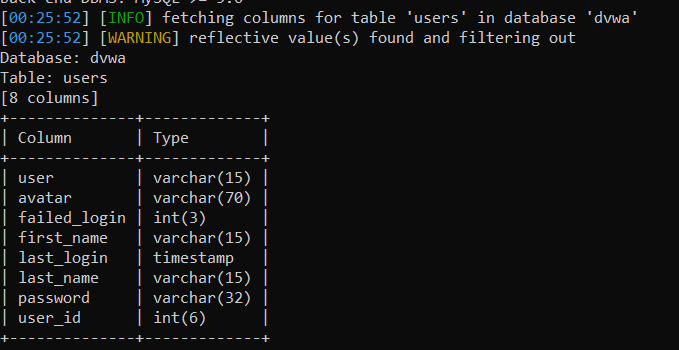 [00:25:52] [INFO] fetching columns for table 'users' in database 'dvwa'
[00:25:52] [WARNING] reflective value(s) found and filtering out
Database: dvwa
Table: users
[8 columns]
+--------------+-------------+
| Column       | Type        |
+--------------+-------------+
| user         | varchar(15) |
| avatar       | varchar(70) |
| failed_login | int(3)      |
| first_name   | varchar(15) |
| last_login   | timestamp   |
| last_name    | varchar(15) |
| password     | varchar(32) |
| user_id      | int(6)      |
+--------------+-------------+